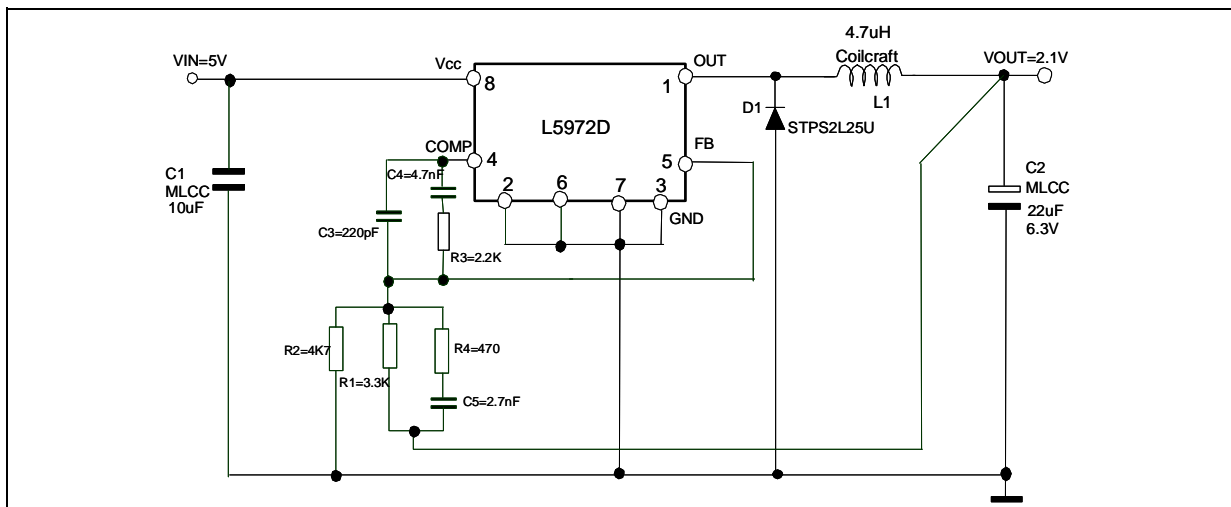 4.7uH
Coilcraft
L1
VIN=5V
Vcc
8
OUT
1
VOUT=2.1V
L5972D
D1
STPS2L25U
COMP
4
FB
5
C1
MLCC
10uF
C4=4.7nF
2
6
7
3
GND
C2
MLCC
22uF
6.3V
C3=220pF
R3=2.2K
R2=4K7
R1=3.3K
R4=470
C5=2.7nF